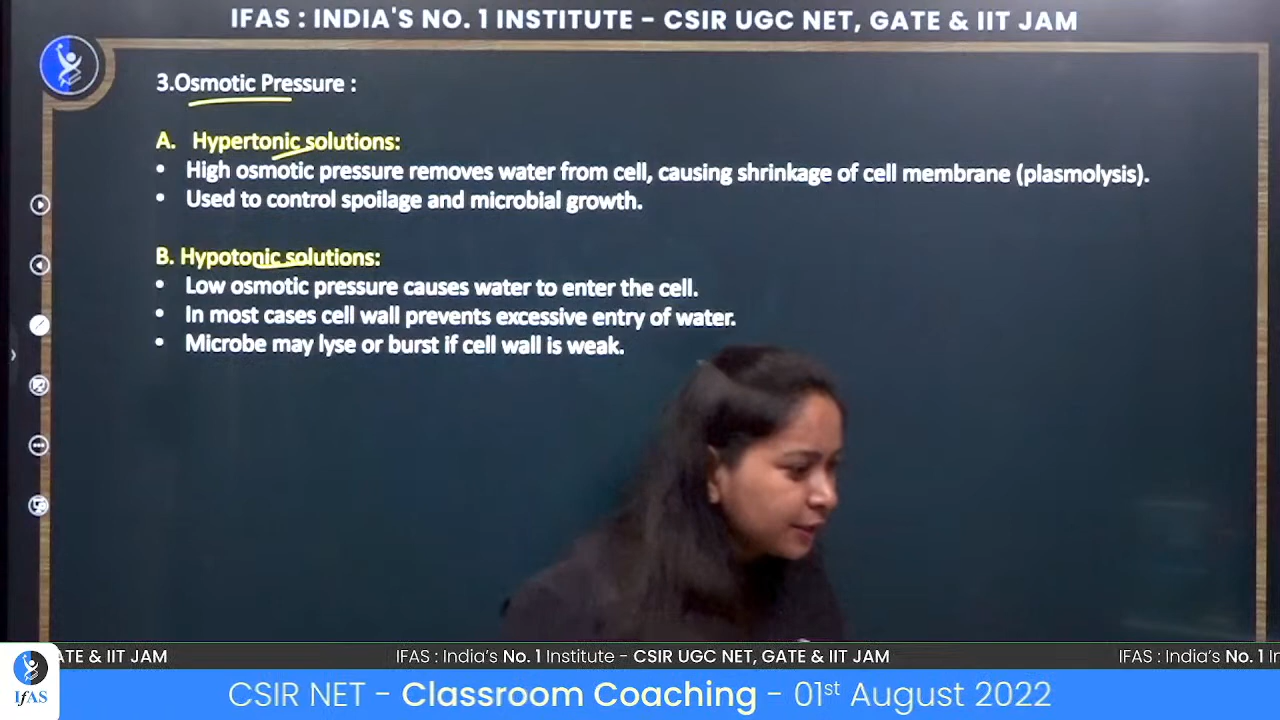 IFAS : INDIA'S NO. 1 INSTITUTE – CSIR UGC NET, GATE & IIT JAM
3.Osmotic Pressure :
A. Hypertonic solutions:
• High osmotic pressure removes water from cell, causing shrinkage of cell membrane (plasmolysis).
• Used to control spoilage and microbial growth.
B. Hypotonic solutions:
• Low osmotic pressure causes water to enter the cell.
• In most cases cell wall prevents excessive entry of water.
• Microbe may lyse or burst if cell wall is weak.
ATE & IIT JAM IFAS : India's No. 1 Institute – CSIR UGC NET, GATE & IIT JAM IFAS : India's No. 1 In
IFAS
CSIR NET – Classroom Coaching – 01st August 2022